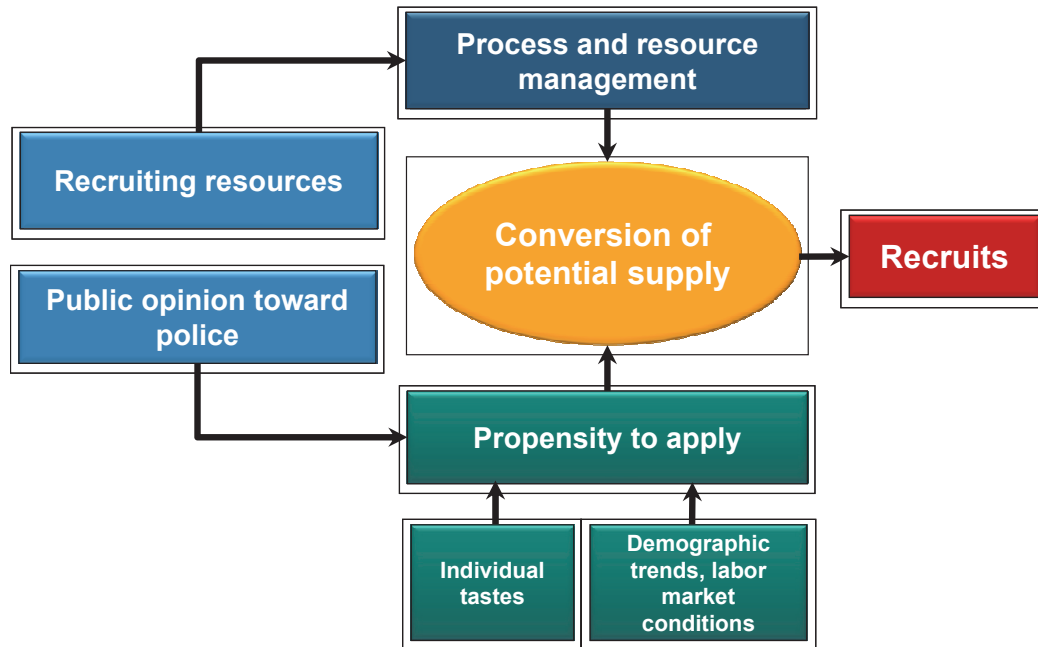 Process and resource
management
Recruiting resources
Conversion of
potential supply
Recruits
Public opinion toward
police
Propensity to apply
Individual
tastes
Demographic
trends, labor
market
conditions